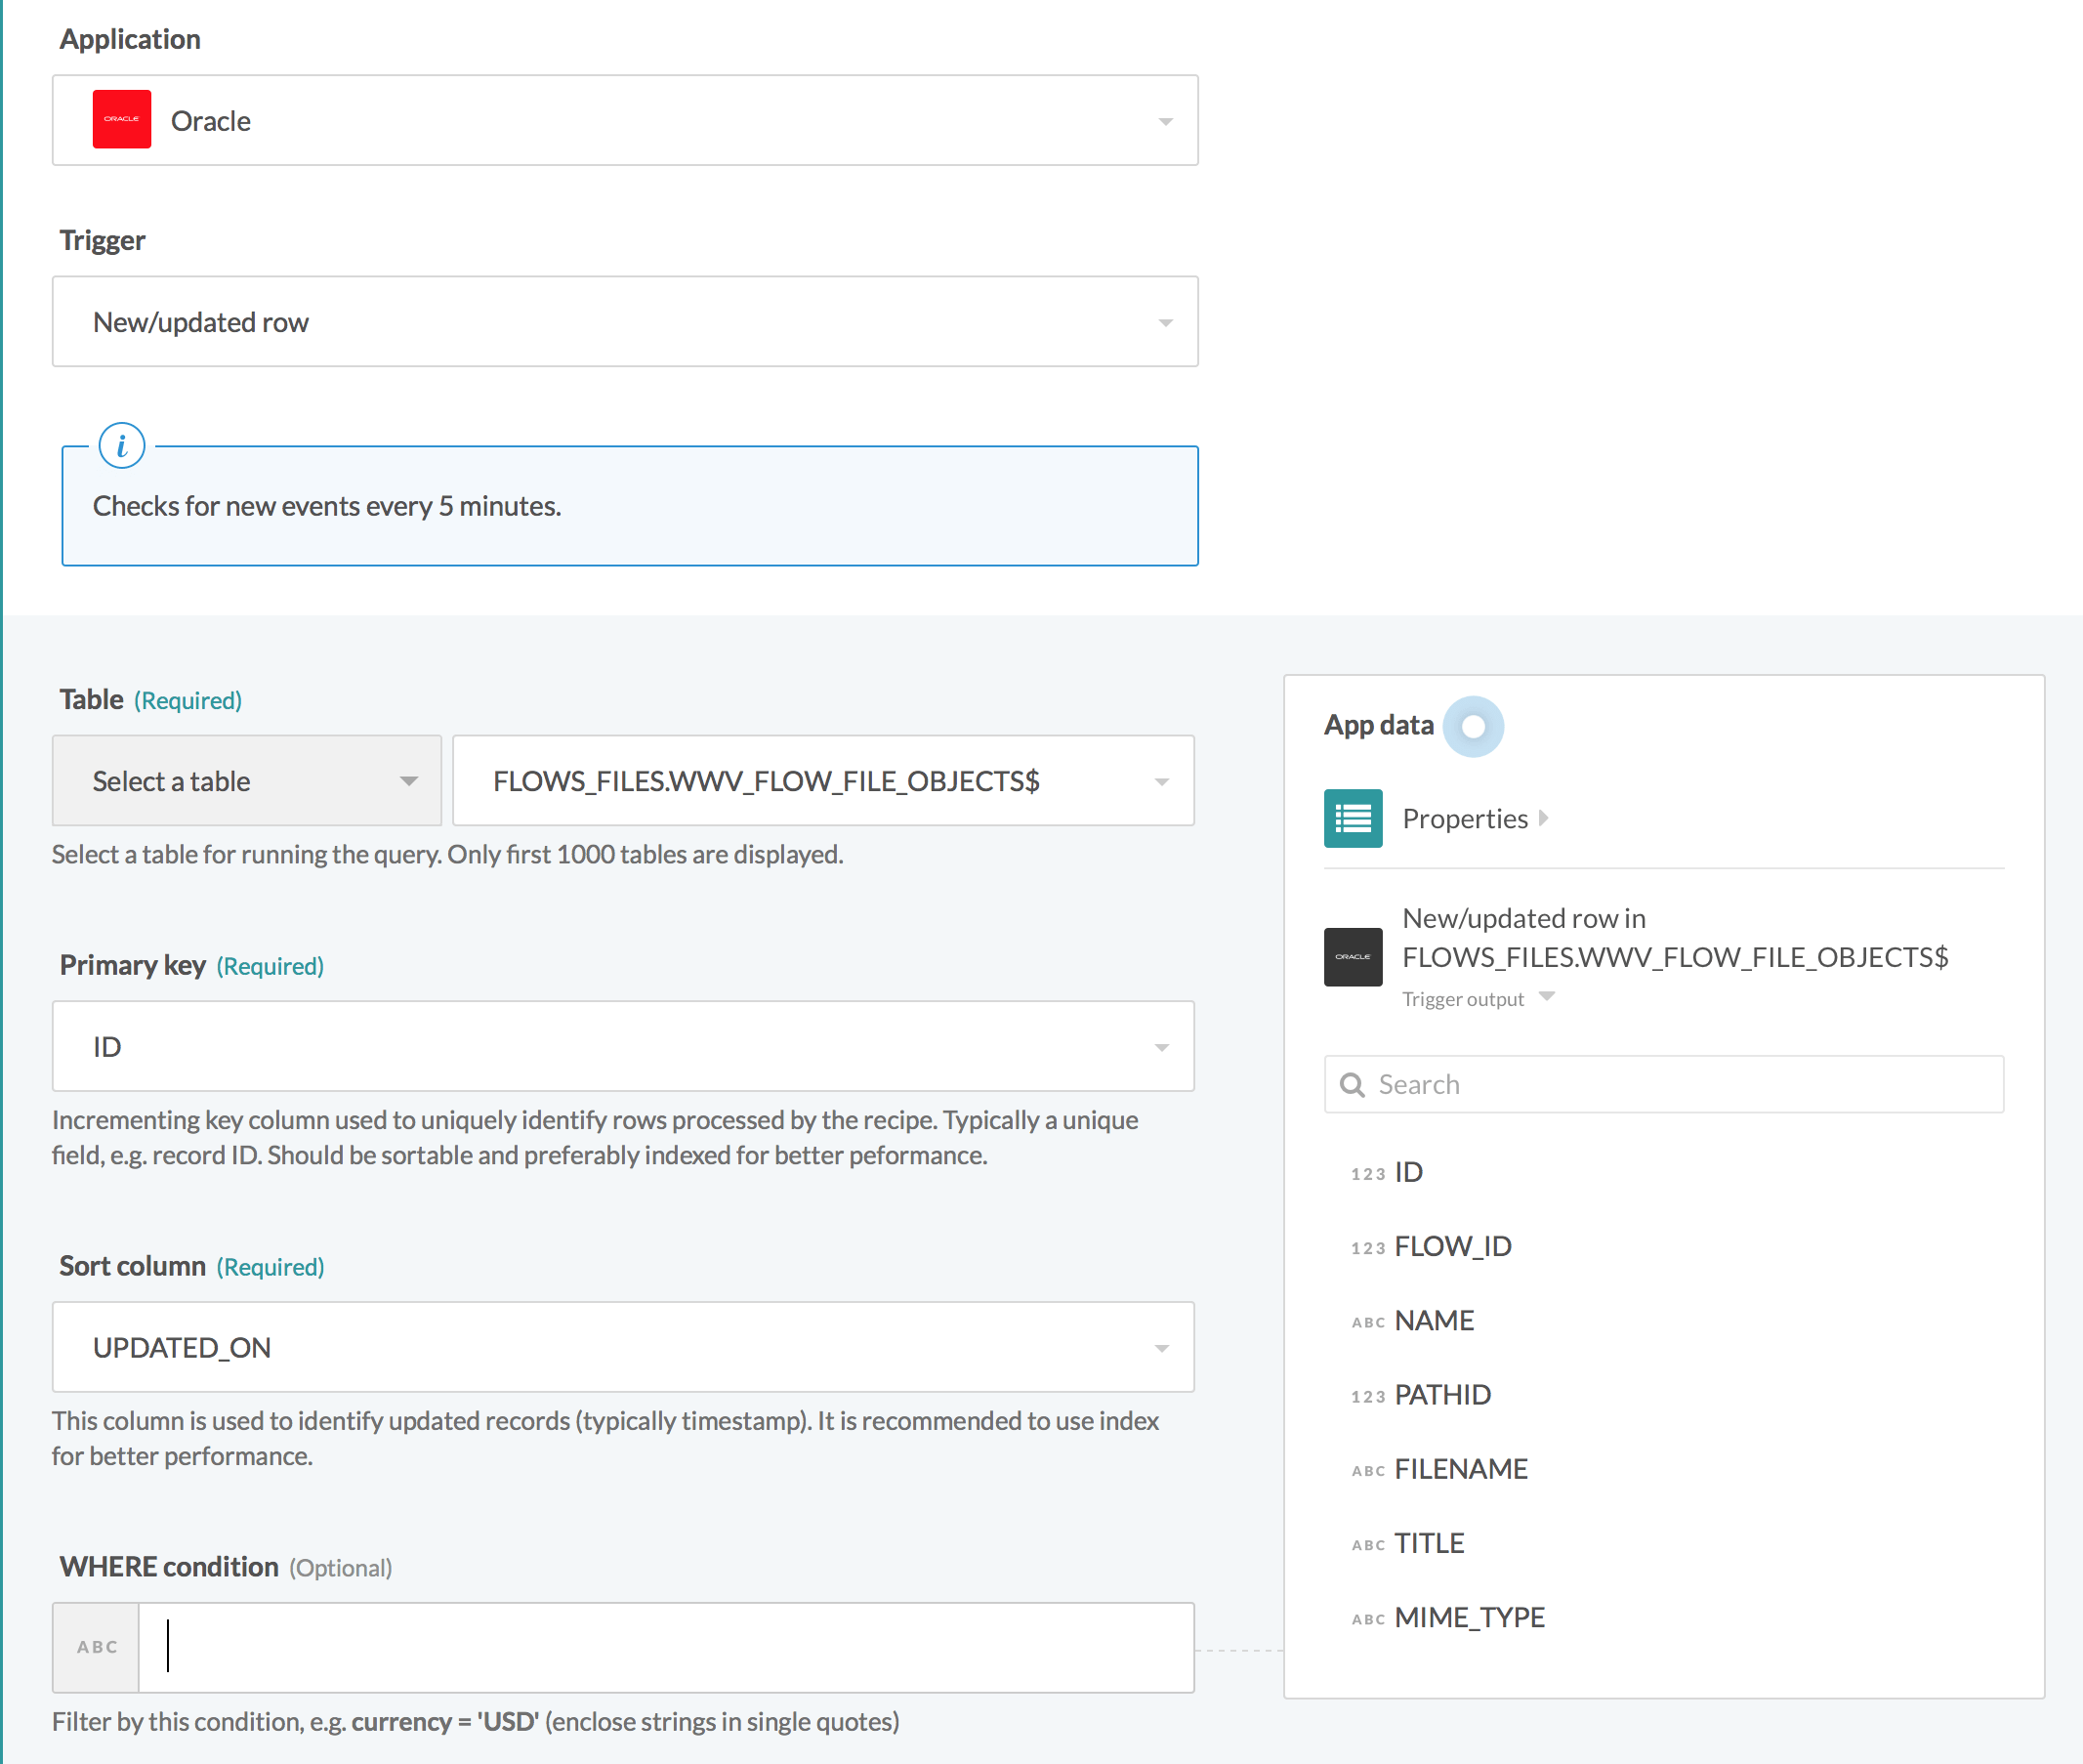 Application
ORACLE
Oracle
Trigger
New/updated row
i
Checks for new events every 5 minutes.
Table (Required)
Select a table
FLOWS_FILES.WWV_FLOW_FILE_OBJECTS$
Select a table for running the query. Only first 1000 tables are displayed.
Primary key (Required)
ID
Incrementing key column used to uniquely identify rows processed by the recipe. Typically a unique
field, e.g. record ID. Should be sortable and preferably indexed for better peformance.
Sort column (Required)
UPDATED_ON
This column is used to identify updated records (typically timestamp). It is recommended to use index
for better performance.
WHERE condition (Optional)
ABC
Filter by this condition, e.g. currency = 'USD' (enclose strings in single quotes)
App data
Properties
ORACLE
New/updated row in
FLOWS_FILES.WWV_FLOW_FILE_OBJECTS$
Trigger output
Search
123 ID
123 FLOW_ID
ABC NAME
123 PATHID
ABC FILENAME
ABC TITLE
ABC MIME_TYPE